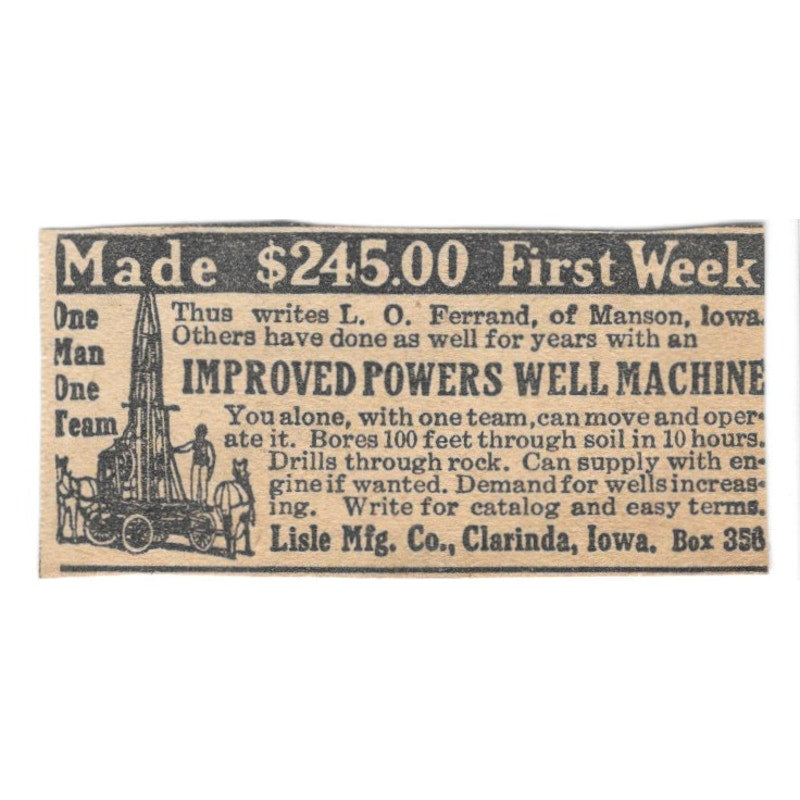 Made $245.00 First Week
One
Man
One
Team
Thus writes L. O. Ferrand, of Manson, Iowa.
Others have done as well for years with an
IMPROVED POWERS WELL MACHINE
You alone, with one team, can move and oper-
ate it. Bores 100 feet through soil in 10 hours.
Drills through rock. Can supply with en-
gine if wanted. Demand for wells increas-
ing. Write for catalog and easy terms.
Lisle Mfg. Co., Clarinda, Iowa. Box